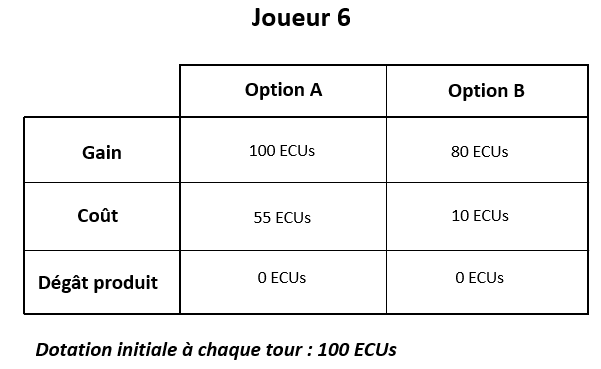 Joueur 6
Option A Option B
Gain 100 ECUs 80 ECUs
Coût 55 ECUs 10 ECUs
Dégât produit 0 ECUs 0 ECUs
Dotation initiale à chaque tour : 100 ECUs